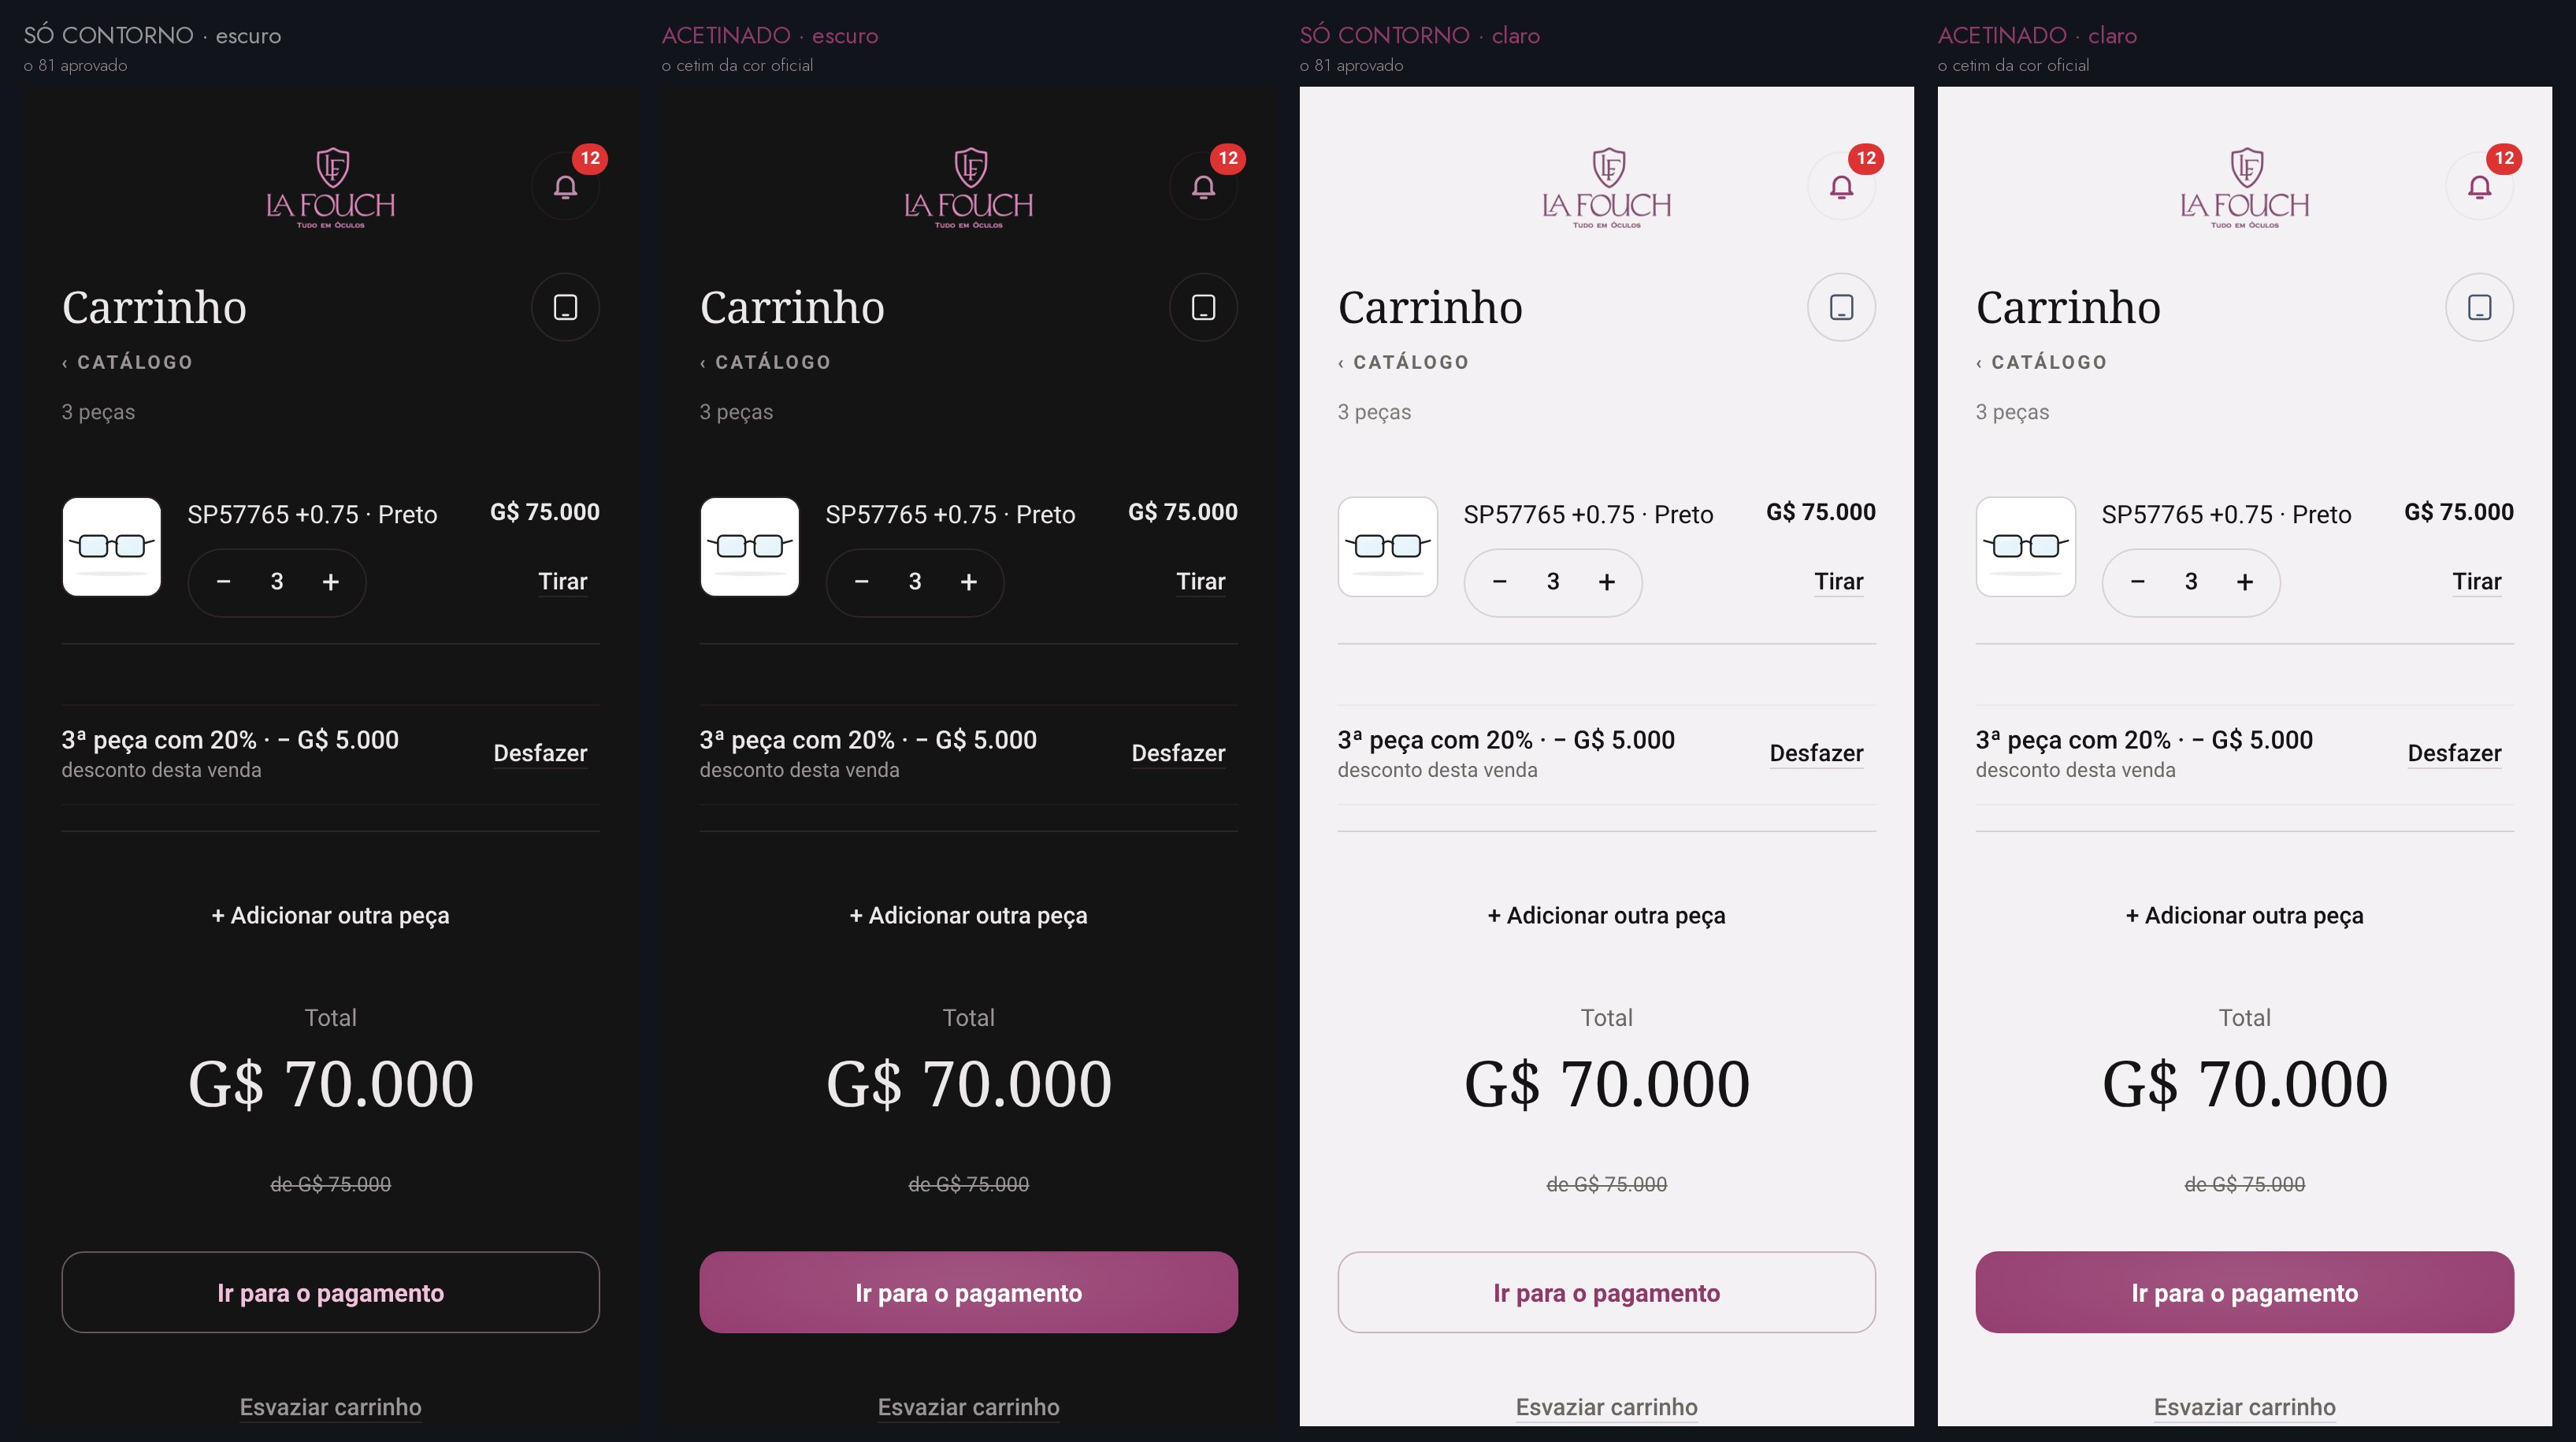 SÓ CONTORNO · escuro
o 81 aprovado
LF
LA FOUCH
TUDO EM ÓCULOS
12
Carrinho
‹ CATÁLOGO
3 peças
SP57765 +0.75 · Preto
G$ 75.000
− 3 +
Tirar
3ª peça com 20% · − G$ 5.000
desconto desta venda
Desfazer
+ Adicionar outra peça
Total
G$ 70.000
de G$ 75.000
Ir para o pagamento
Esvaziar carrinho
ACETINADO · escuro
o cetim da cor oficial
LF
LA FOUCH
TUDO EM ÓCULOS
12
Carrinho
‹ CATÁLOGO
3 peças
SP57765 +0.75 · Preto
G$ 75.000
− 3 +
Tirar
3ª peça com 20% · − G$ 5.000
desconto desta venda
Desfazer
+ Adicionar outra peça
Total
G$ 70.000
de G$ 75.000
Ir para o pagamento
Esvaziar carrinho
SÓ CONTORNO · claro
o 81 aprovado
LF
LA FOUCH
TUDO EM ÓCULOS
12
Carrinho
‹ CATÁLOGO
3 peças
SP57765 +0.75 · Preto
G$ 75.000
− 3 +
Tirar
3ª peça com 20% · − G$ 5.000
desconto desta venda
Desfazer
+ Adicionar outra peça
Total
G$ 70.000
de G$ 75.000
Ir para o pagamento
Esvaziar carrinho
ACETINADO · claro
o cetim da cor oficial
LF
LA FOUCH
TUDO EM ÓCULOS
12
Carrinho
‹ CATÁLOGO
3 peças
SP57765 +0.75 · Preto
G$ 75.000
− 3 +
Tirar
3ª peça com 20% · − G$ 5.000
desconto desta venda
Desfazer
+ Adicionar outra peça
Total
G$ 70.000
de G$ 75.000
Ir para o pagamento
Esvaziar carrinho